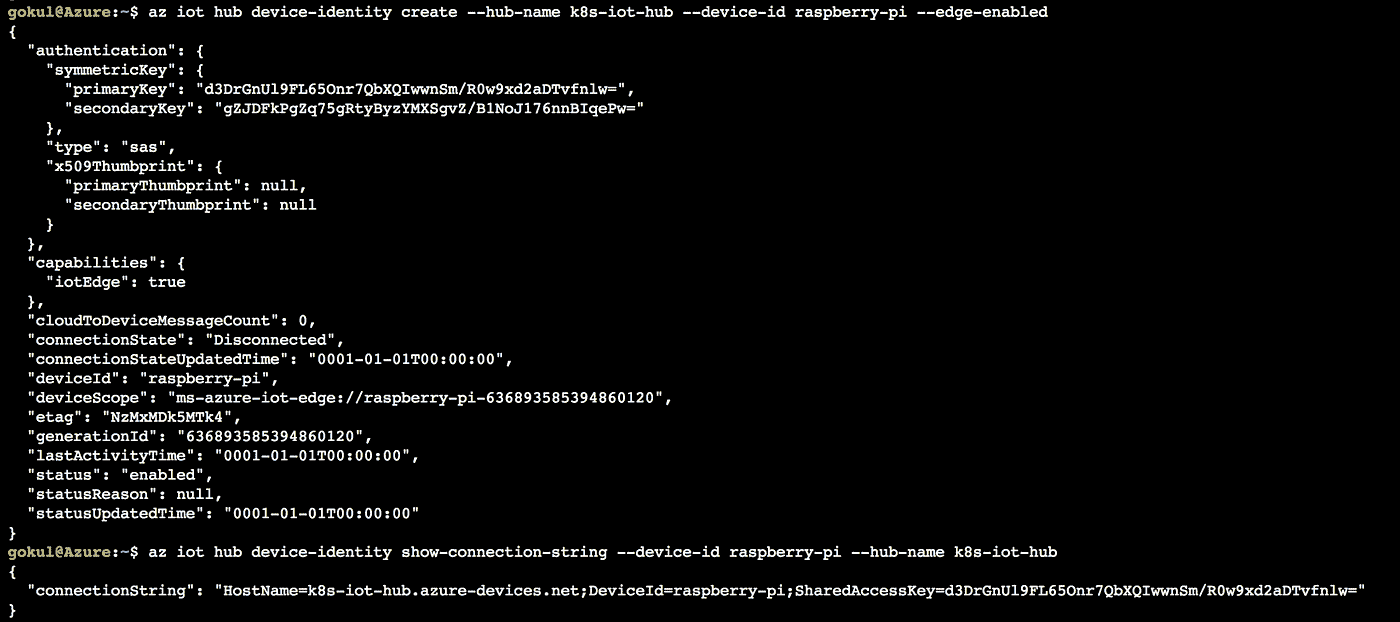 gokul@Azure:~$ az iot hub device-identity create --hub-name k8s-iot-hub --device-id raspberry-pi --edge-enabled
{
  "authentication": {
    "symmetricKey": {
      "primaryKey": "d3DrGnUl9FL65Onr7QbXQIwwnSm/R0w9xd2aDTvfnlw=",
      "secondaryKey": "gZJDFkPgZq75gRtyByzYMXSgvZ/B1NoJ176nnBIqePw="
    },
    "type": "sas",
    "x509Thumbprint": {
      "primaryThumbprint": null,
      "secondaryThumbprint": null
    }
  },
  "capabilities": {
    "iotEdge": true
  },
  "cloudToDeviceMessageCount": 0,
  "connectionState": "Disconnected",
  "connectionStateUpdatedTime": "0001-01-01T00:00:00",
  "deviceId": "raspberry-pi",
  "deviceScope": "ms-azure-iot-edge://raspberry-pi-636893585394860120",
  "etag": "NzMxMDk5MTk4",
  "generationId": "636893585394860120",
  "lastActivityTime": "0001-01-01T00:00:00",
  "status": "enabled",
  "statusReason": null,
  "statusUpdatedTime": "0001-01-01T00:00:00"
}
gokul@Azure:~$ az iot hub device-identity show-connection-string --device-id raspberry-pi --hub-name k8s-iot-hub
{
  "connectionString": "HostName=k8s-iot-hub.azure-devices.net;DeviceId=raspberry-pi;SharedAccessKey=d3DrGnUl9FL65Onr7QbXQIwwnSm/R0w9xd2aDTvfnlw="
}